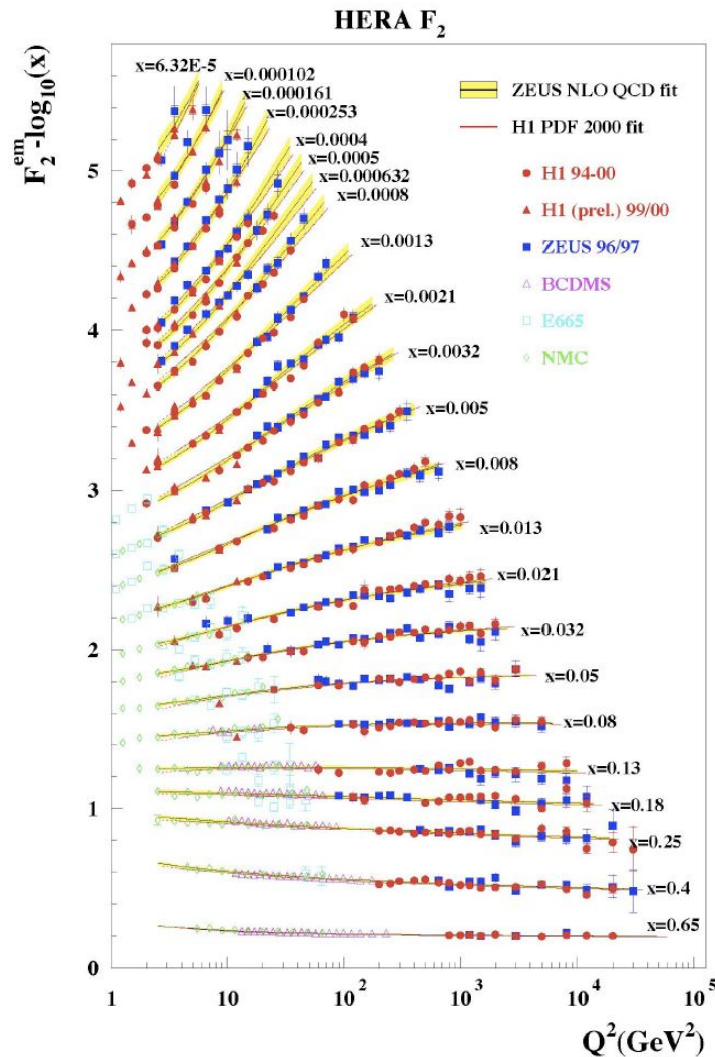 HERA F₂
F₂ᵉᵐ-log₁₀(x)
x=6.32E-5
x=0.000102
x=0.000161
x=0.000253
x=0.0004
x=0.0005
x=0.000632
x=0.0008
x=0.0013
x=0.0021
x=0.0032
x=0.005
x=0.008
x=0.013
x=0.021
x=0.032
x=0.05
x=0.08
x=0.13
x=0.18
x=0.25
x=0.4
x=0.65
ZEUS NLO QCD fit
H1 PDF 2000 fit
H1 94-00
H1 (prel.) 99/00
ZEUS 96/97
BCDMS
E665
NMC
5
4
3
2
1
0
1 10 10² 10³ 10⁴ 10⁵
Q²(GeV²)